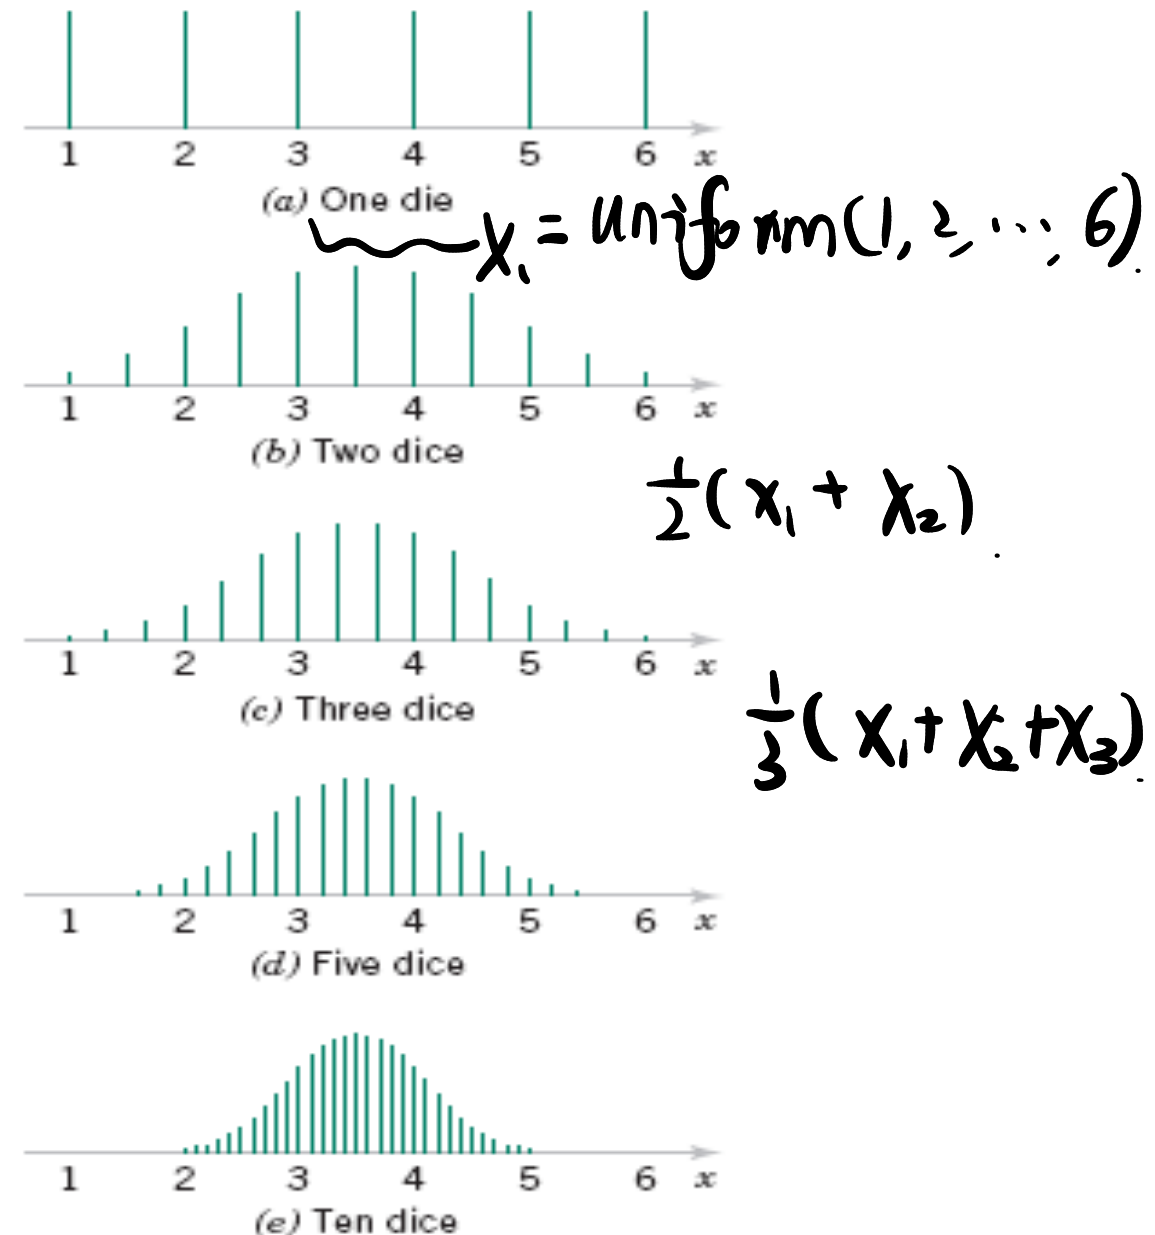 1 2 3 4 5 6 x
(a) One die
X₁ = uniform(1, 2, ..., 6).
1 2 3 4 5 6 x
(b) Two dice
½(X₁ + X₂).
1 2 3 4 5 6 x
(c) Three dice
⅓(X₁+X₂+X₃).
1 2 3 4 5 6 x
(d) Five dice
1 2 3 4 5 6 x
(e) Ten dice